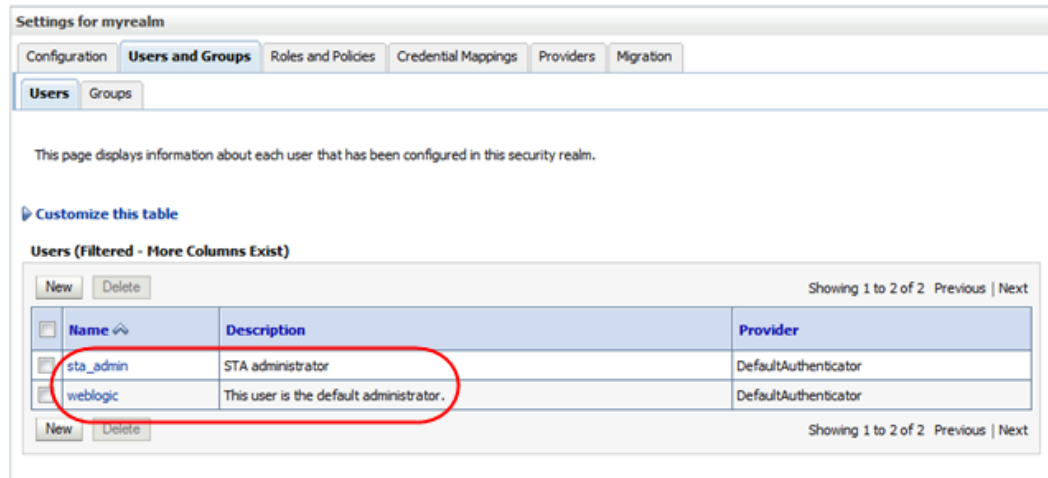 Settings for myrealm
Configuration Users and Groups Roles and Policies Credential Mappings Providers Migration
Users Groups
This page displays information about each user that has been configured in this security realm.
Customize this table
Users (Filtered - More Columns Exist)
New Delete Showing 1 to 2 of 2 Previous | Next
Name Description Provider
sta_admin STA administrator DefaultAuthenticator
weblogic This user is the default administrator. DefaultAuthenticator
New Delete Showing 1 to 2 of 2 Previous | Next